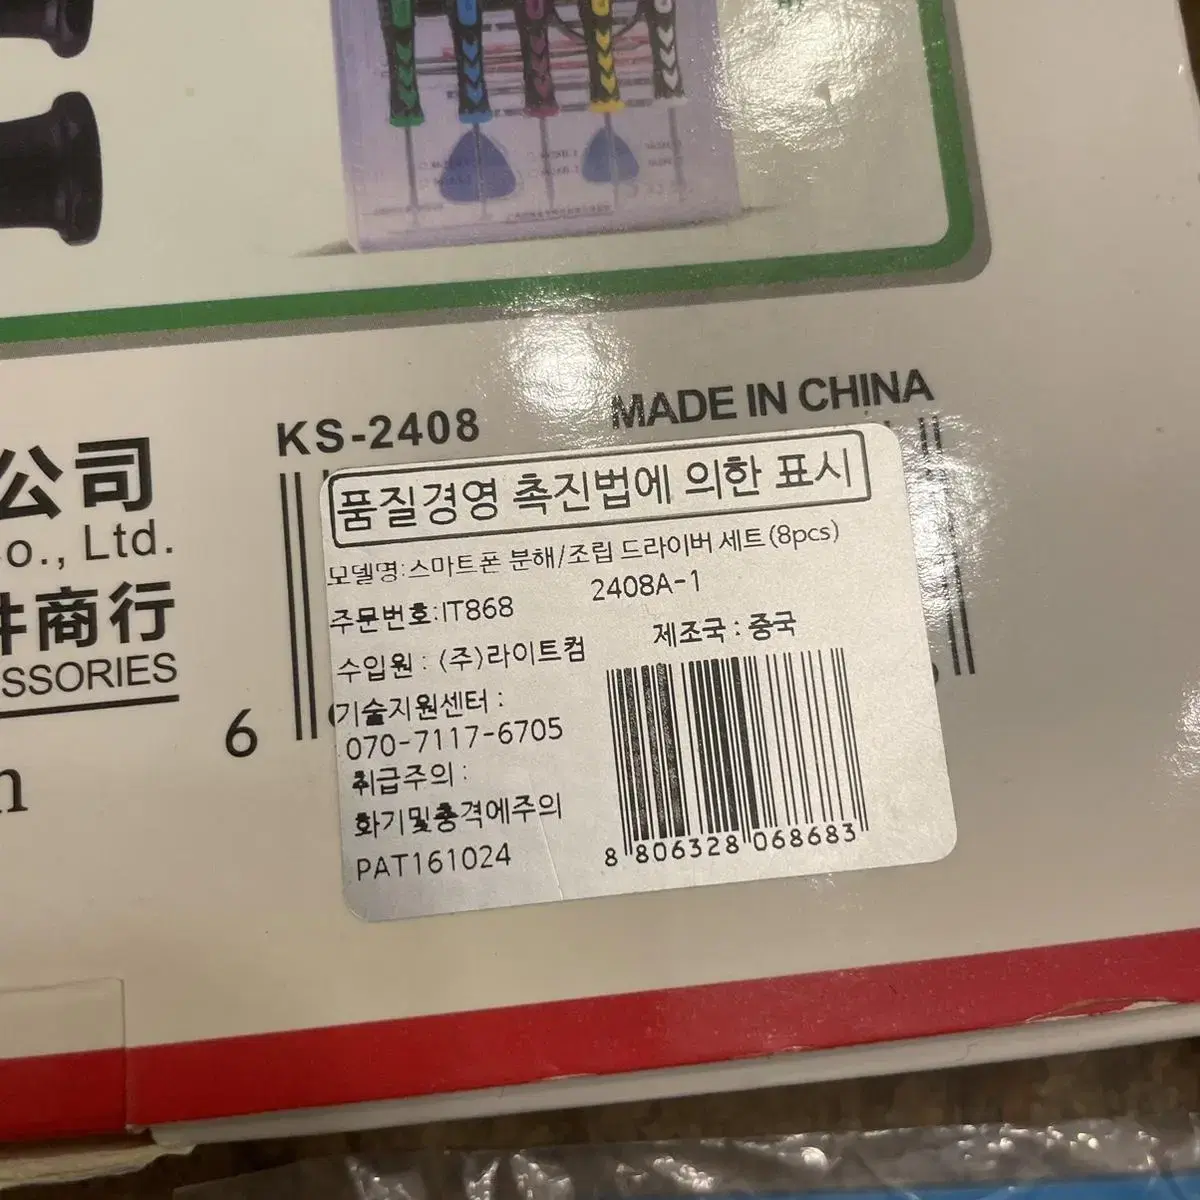 KS-2408
MADE IN CHINA
公司
o., Ltd.
件商行
SSORIES
n
6
품질경영 촉진법에 의한 표시
모델명:스마트폰 분해/조립 드라이버 세트(8pcs)
2408A-1
주문번호:IT868
제조국 : 중국
수입원 : (주)라이트컴
기술지원센터 :
070-7117-6705
취급주의 :
화기및충격에주의
PAT161024
8 806328 068683